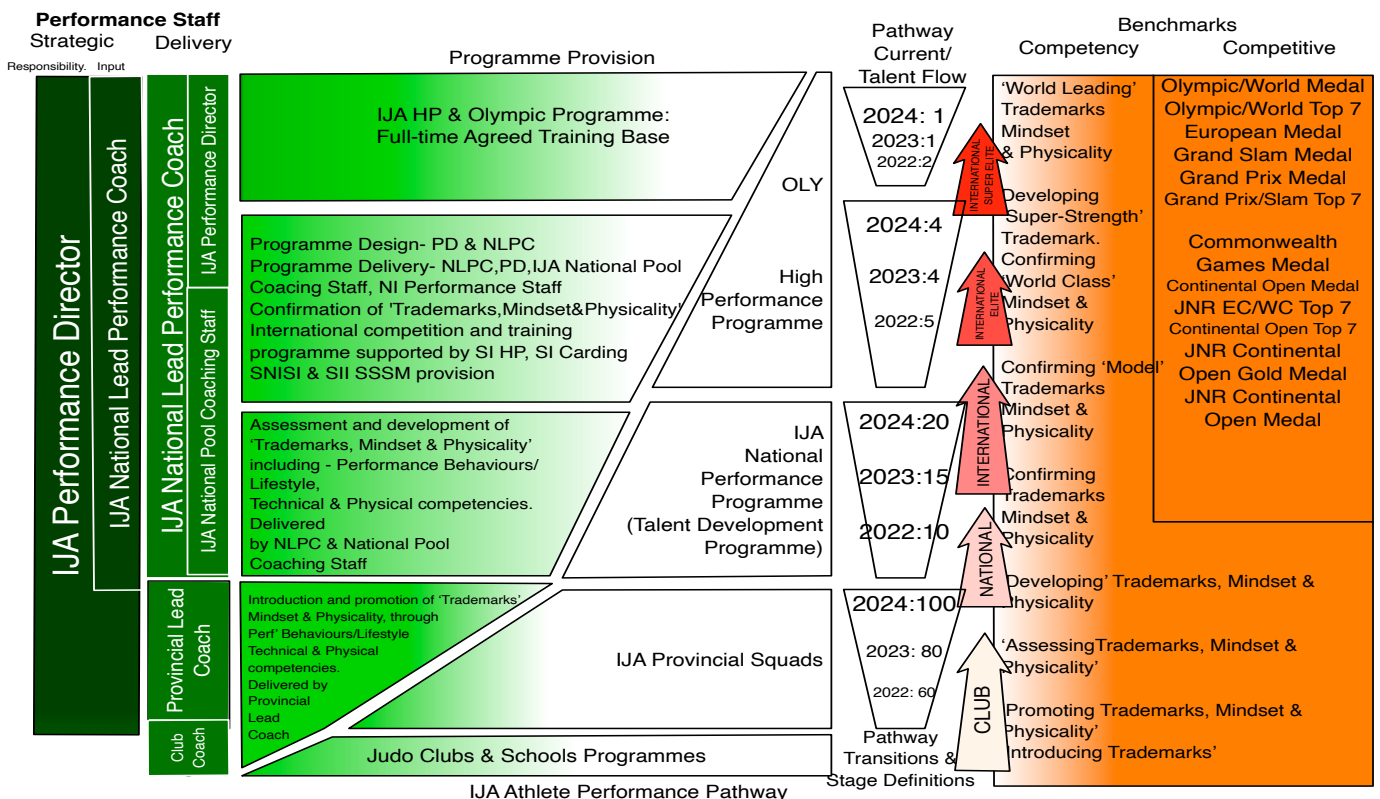 Performance Staff
Strategic
Delivery
Responsibility.
Input
IJA Performance Director
IJA National Lead Performance Coach
IJA National Lead Performance Coach
IJA Performance Director
IJA National Pool Coaching Staff
Provincial Lead
Coach
Club
Coach
Programme Provision
IJA HP & Olympic Programme:
Full-time Agreed Training Base
Programme Design- PD & NLPC
Programme Delivery- NLPC,PD,IJA National Pool
Coacing Staff, NI Performance Staff
Confirmation of 'Trademarks,Mindset&Physicality'
International competition and training
programme supported by SI HP, SI Carding
SNISI & SII SSSM provision
Assessment and development of
‘Trademarks, Mindset & Physicality’
including - Performance Behaviours/
Lifestyle,
Technical & Physical competencies.
Delivered
by NLPC & National Pool
Coaching Staff
Introduction and promotion of ‘Trademarks’
Mindset & Physicality, through
Perf’ Behaviours/Lifestyle
Technical & Physical
competencies.
Delivered by
Provincial
Lead
Coach
OLY
High
Performance
Programme
IJA
National
Performance
Programme
(Talent Development
Programme)
IJA Provincial Squads
Judo Clubs & Schools Programmes
IJA Athlete Performance Pathway
Pathway
Current/
Talent Flow
2024: 1
2023:1
2022:2
2024:4
2023:4
2022:5
2024:20
2023:15
2022:10
2024:100
2023: 80
2022: 60
Pathway
Transitions &
Stage Definitions
INTERNATIONAL
SUPER ELITE
INTERNATIONAL
ELITE
INTERNATIONAL
NATIONAL
CLUB
Benchmarks
Competency
Competitive
‘World Leading’
Trademarks
Mindset
& Physicality
Developing
'Super-Strength’
Trademark.
Confirming
‘World Class’
Mindset &
Physicality
Confirming ‘Model’
Trademarks
Mindset &
Physicality
Confirming
Trademarks
Mindset &
Physicality
'Developing’ Trademarks, Mindset &
Physicality
‘AssessingTrademarks, Mindset &
Physicality’
'Promoting Trademarks, Mindset &
Physicality’
'Introducing Trademarks’
Olympic/World Medal
Olympic/World Top 7
European Medal
Grand Slam Medal
Grand Prix Medal
Grand Prix/Slam Top 7
Commonwealth
Games Medal
Continental Open Medal
JNR EC/WC Top 7
Continental Open Top 7
JNR Continental
Open Gold Medal
JNR Continental
Open Medal